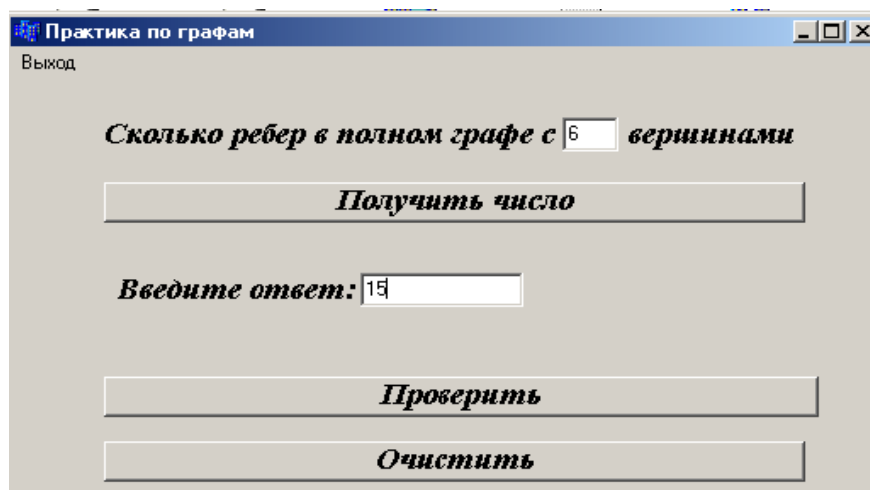 Практика по графам
Выход
Сколько ребер в полном графе с 6 вершинами
Получить число
Введите ответ: 15
Проверить
Очистить